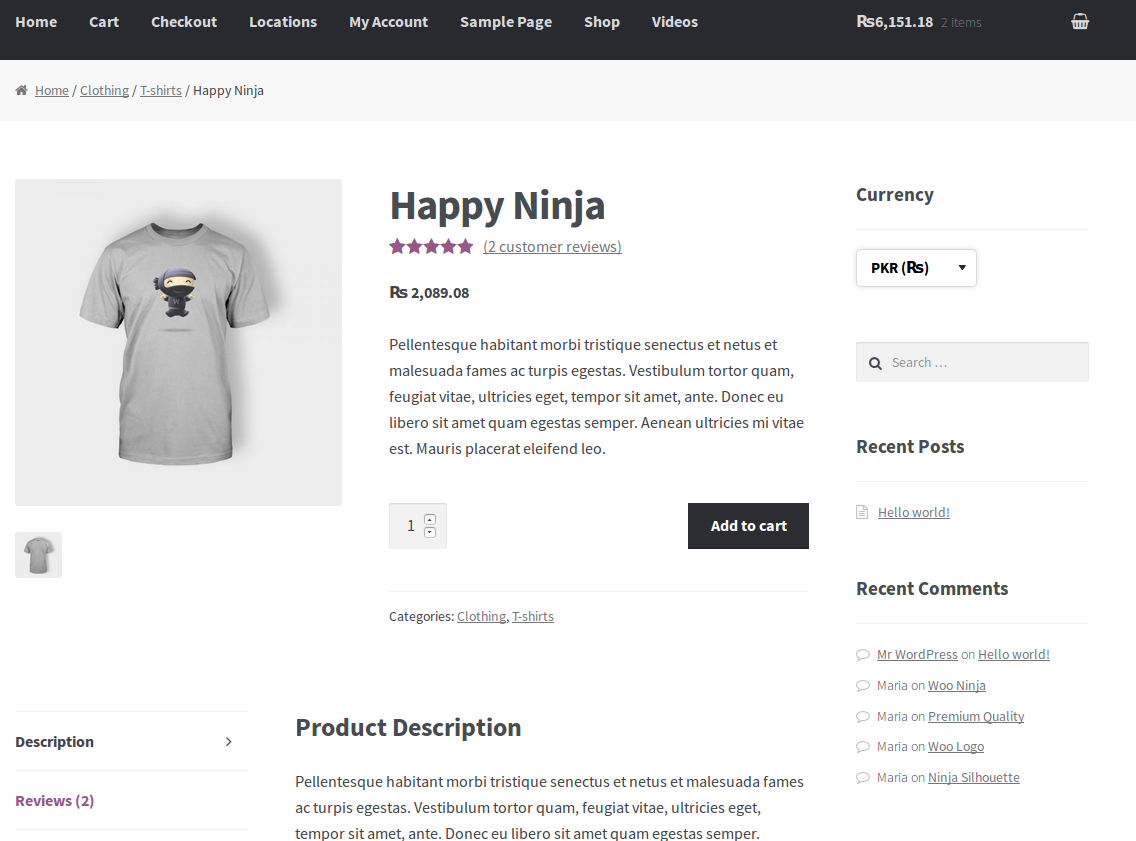 Home Cart Checkout Locations My Account Sample Page Shop Videos ₨6,151.18 2 items
Home / Clothing / T-shirts / Happy Ninja
Happy Ninja
(2 customer reviews)
₨ 2,089.08
Pellentesque habitant morbi tristique senectus et netus et
malesuada fames ac turpis egestas. Vestibulum tortor quam,
feugiat vitae, ultricies eget, tempor sit amet, ante. Donec eu
libero sit amet quam egestas semper. Aenean ultricies mi vitae
est. Mauris placerat eleifend leo.
1
Add to cart
Categories: Clothing, T-shirts
Description
Reviews (2)
Product Description
Pellentesque habitant morbi tristique senectus et netus et malesuada fames
ac turpis egestas. Vestibulum tortor quam, feugiat vitae, ultricies eget,
tempor sit amet, ante. Donec eu libero sit amet quam egestas semper.
Currency
PKR (₨)
Search …
Recent Posts
Hello world!
Recent Comments
Mr WordPress on Hello world!
Maria on Woo Ninja
Maria on Premium Quality
Maria on Woo Logo
Maria on Ninja Silhouette